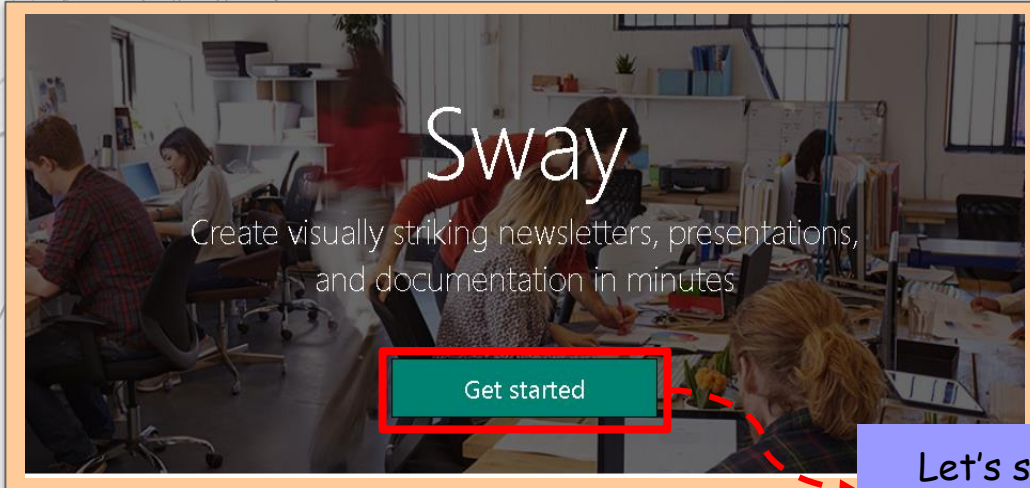 Sway
Create visually striking newsletters, presentations,
and documentation in minutes
Get started
Let's s